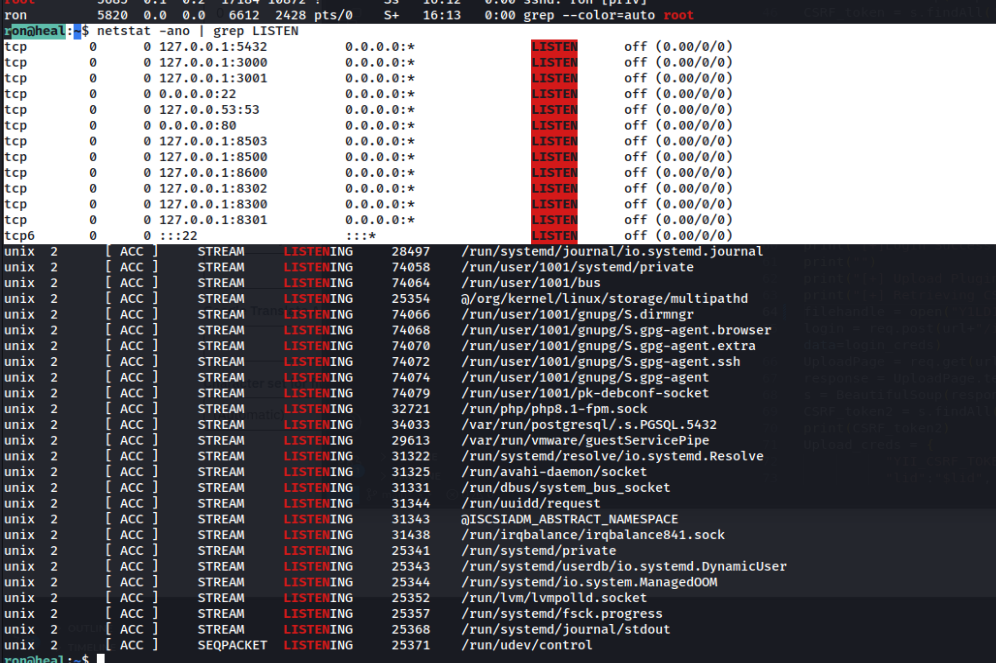 root 5685 0.1 0.2 17184 10872 ? Ss 16:12 0:00 sshd: ron [priv]
ron 5820 0.0 0.0 6612 2428 pts/0 S+ 16:13 0:00 grep --color=auto root
ron@heal:~$ netstat -ano | grep LISTEN
tcp 0 0 127.0.0.1:5432 0.0.0.0:* LISTEN off (0.00/0/0)
tcp 0 0 127.0.0.1:3000 0.0.0.0:* LISTEN off (0.00/0/0)
tcp 0 0 127.0.0.1:3001 0.0.0.0:* LISTEN off (0.00/0/0)
tcp 0 0 0.0.0.0:22 0.0.0.0:* LISTEN off (0.00/0/0)
tcp 0 0 127.0.0.53:53 0.0.0.0:* LISTEN off (0.00/0/0)
tcp 0 0 0.0.0.0:80 0.0.0.0:* LISTEN off (0.00/0/0)
tcp 0 0 127.0.0.1:8503 0.0.0.0:* LISTEN off (0.00/0/0)
tcp 0 0 127.0.0.1:8500 0.0.0.0:* LISTEN off (0.00/0/0)
tcp 0 0 127.0.0.1:8600 0.0.0.0:* LISTEN off (0.00/0/0)
tcp 0 0 127.0.0.1:8302 0.0.0.0:* LISTEN off (0.00/0/0)
tcp 0 0 127.0.0.1:8300 0.0.0.0:* LISTEN off (0.00/0/0)
tcp 0 0 127.0.0.1:8301 0.0.0.0:* LISTEN off (0.00/0/0)
tcp6 0 0 :::22 :::* LISTEN off (0.00/0/0)
unix 2 [ ACC ] STREAM LISTENING 28497 /run/systemd/journal/io.systemd.journal
unix 2 [ ACC ] STREAM LISTENING 74058 /run/user/1001/systemd/private
unix 2 [ ACC ] STREAM LISTENING 74064 /run/user/1001/bus
unix 2 [ ACC ] STREAM LISTENING 25354 @/org/kernel/linux/storage/multipathd
unix 2 [ ACC ] STREAM LISTENING 74066 /run/user/1001/gnupg/S.dirmngr
unix 2 [ ACC ] STREAM LISTENING 74068 /run/user/1001/gnupg/S.gpg-agent.browser
unix 2 [ ACC ] STREAM LISTENING 74070 /run/user/1001/gnupg/S.gpg-agent.extra
unix 2 [ ACC ] STREAM LISTENING 74072 /run/user/1001/gnupg/S.gpg-agent.ssh
unix 2 [ ACC ] STREAM LISTENING 74074 /run/user/1001/gnupg/S.gpg-agent
unix 2 [ ACC ] STREAM LISTENING 74079 /run/user/1001/pk-debconf-socket
unix 2 [ ACC ] STREAM LISTENING 32721 /run/php/php8.1-fpm.sock
unix 2 [ ACC ] STREAM LISTENING 34033 /var/run/postgresql/.s.PGSQL.5432
unix 2 [ ACC ] STREAM LISTENING 29613 /var/run/vmware/guestServicePipe
unix 2 [ ACC ] STREAM LISTENING 31322 /run/systemd/resolve/io.systemd.Resolve
unix 2 [ ACC ] STREAM LISTENING 31325 /run/avahi-daemon/socket
unix 2 [ ACC ] STREAM LISTENING 31331 /run/dbus/system_bus_socket
unix 2 [ ACC ] STREAM LISTENING 31344 /run/uuidd/request
unix 2 [ ACC ] STREAM LISTENING 31343 @ISCSIADM_ABSTRACT_NAMESPACE
unix 2 [ ACC ] STREAM LISTENING 31438 /run/irqbalance/irqbalance841.sock
unix 2 [ ACC ] STREAM LISTENING 25341 /run/systemd/private
unix 2 [ ACC ] STREAM LISTENING 25343 /run/systemd/userdb/io.systemd.DynamicUser
unix 2 [ ACC ] STREAM LISTENING 25344 /run/systemd/io.system.ManagedOOM
unix 2 [ ACC ] STREAM LISTENING 25352 /run/lvm/lvmpolld.socket
unix 2 [ ACC ] STREAM LISTENING 25357 /run/systemd/fsck.progress
unix 2 [ ACC ] STREAM LISTENING 25368 /run/systemd/journal/stdout
unix 2 [ ACC ] SEQPACKET LISTENING 25371 /run/udev/control
ron@heal:~$